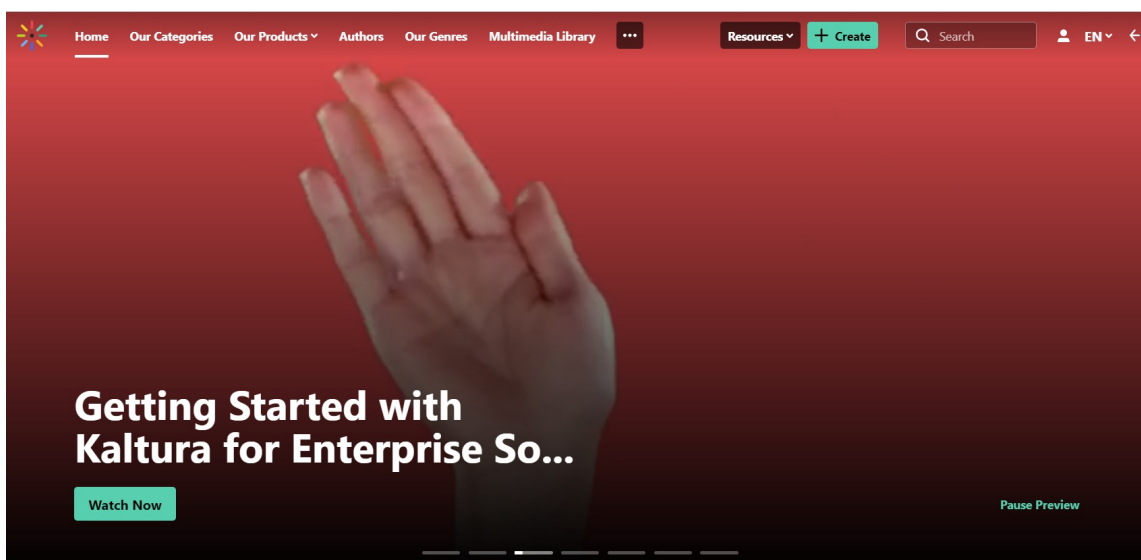 Home Our Categories Our Products Authors Our Genres Multimedia Library ••• Resources + Create Search EN
Getting Started with
Kaltura for Enterprise So...
Watch Now
Pause Preview